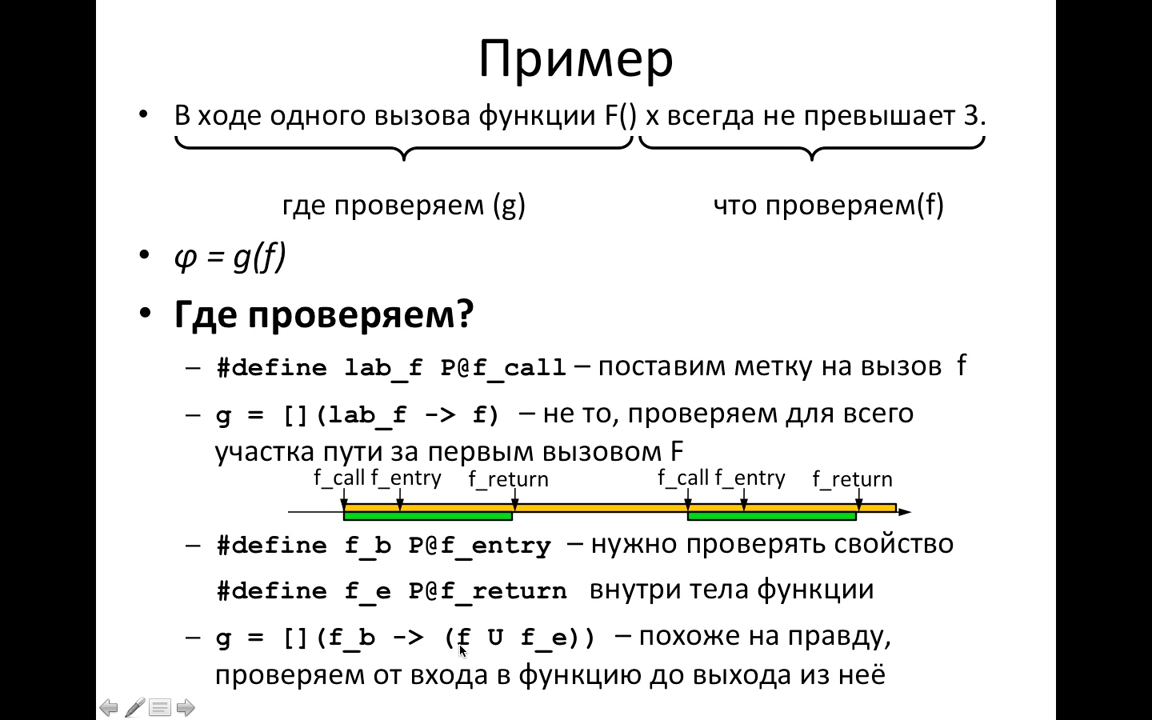 Пример
• В ходе одного вызова функции F() x всегда не превышает 3.
где проверяем (g) что проверяем(f)
• φ = g(f)
• Где проверяем?
– #define lab_f P@f_call – поставим метку на вызов f
– g = [](lab_f -> f) – не то, проверяем для всего
участка пути за первым вызовом F
f_call f_entry f_return f_call f_entry f_return
– #define f_b P@f_entry – нужно проверять свойство
#define f_e P@f_return внутри тела функции
– g = [](f_b -> (f U f_e)) – похоже на правду,
проверяем от входа в функцию до выхода из неё